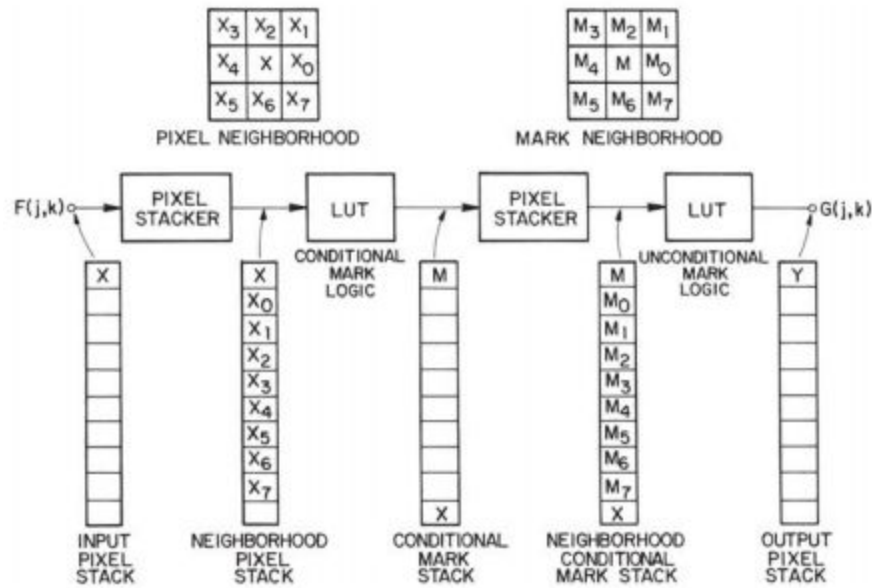 X₃ X₂ X₁ M₃ M₂ M₁
X₄ X X₀ M₄ M M₀
X₅ X₆ X₇ M₅ M₆ M₇
PIXEL NEIGHBORHOOD MARK NEIGHBORHOOD
F(j,k) PIXEL STACKER LUT PIXEL STACKER LUT G(j,k)
CONDITIONAL
MARK
LOGIC
UNCONDITIONAL
MARK
LOGIC
X X M M Y
X₀ M₀
X₁ M₁
X₂ M₂
X₃ M₃
X₄ M₄
X₅ M₅
X₆ M₆
X₇ M₇
X X
INPUT
PIXEL
STACK
NEIGHBORHOOD
PIXEL
STACK
CONDITIONAL
MARK
STACK
NEIGHBORHOOD
CONDITIONAL
MARK STACK
OUTPUT
PIXEL
STACK